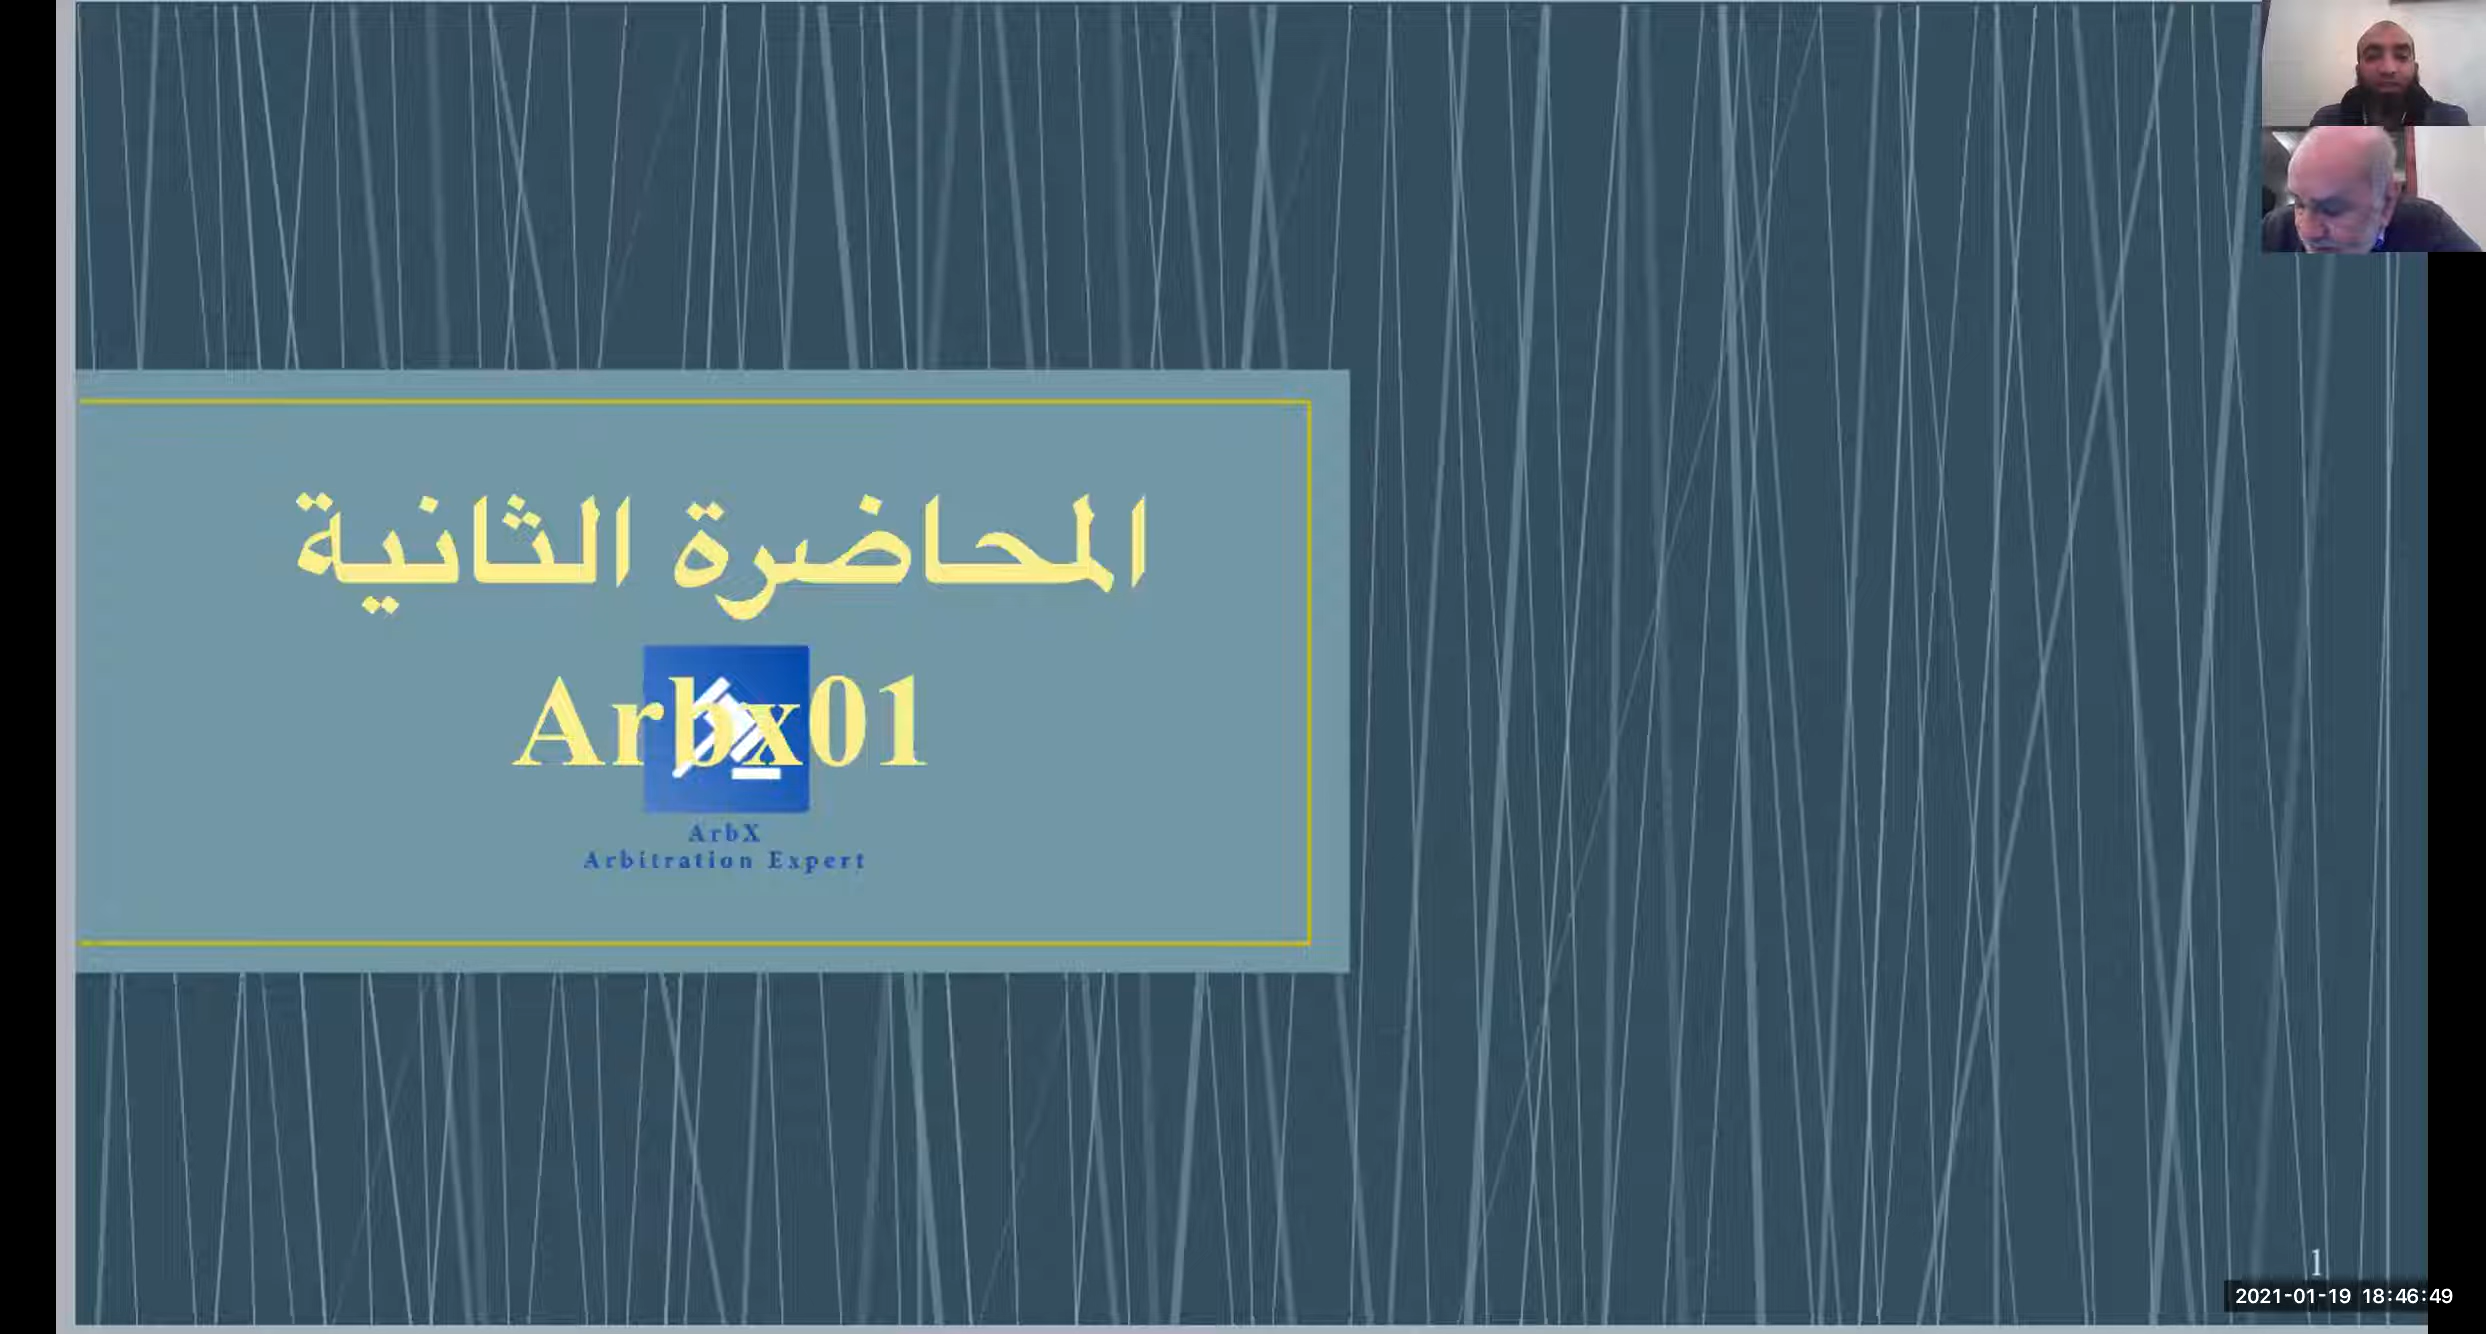 المحاضرة الثانية
Arbx01
ArbX
Arbitration Expert
1
2021-01-19 18:46:49